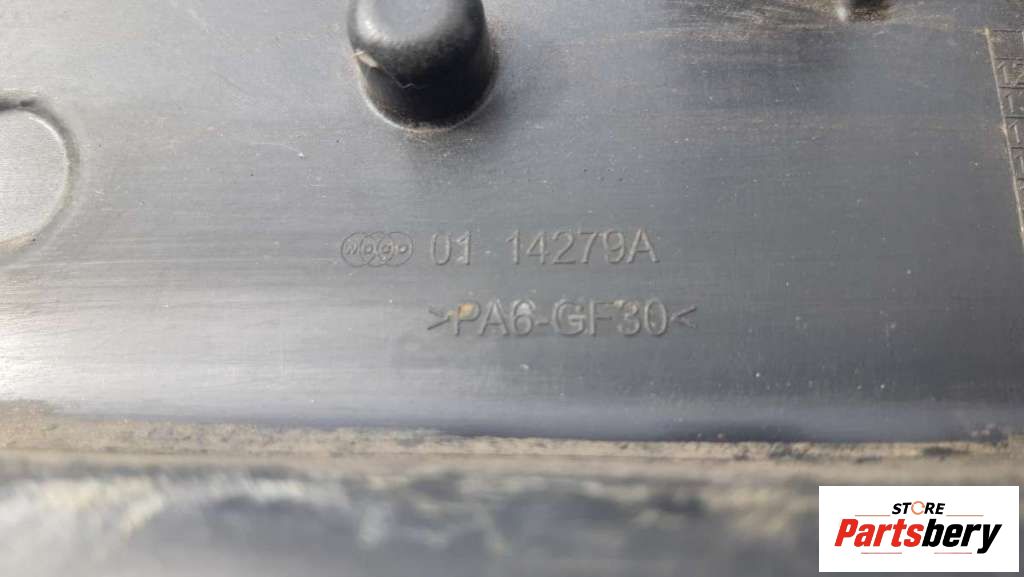 01 14279A
>PA6-GF30<
STORE
Partsbery